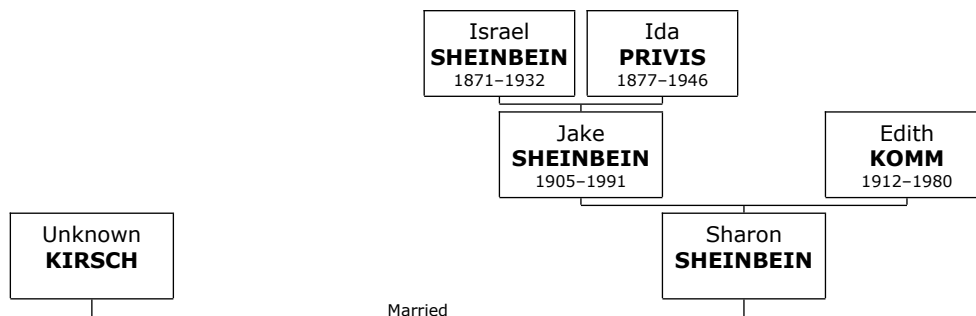 Israel
SHEINBEIN
1871–1932
Ida
PRIVIS
1877–1946
Jake
SHEINBEIN
1905–1991
Edith
KOMM
1912–1980
Unknown
KIRSCH
Sharon
SHEINBEIN
Married